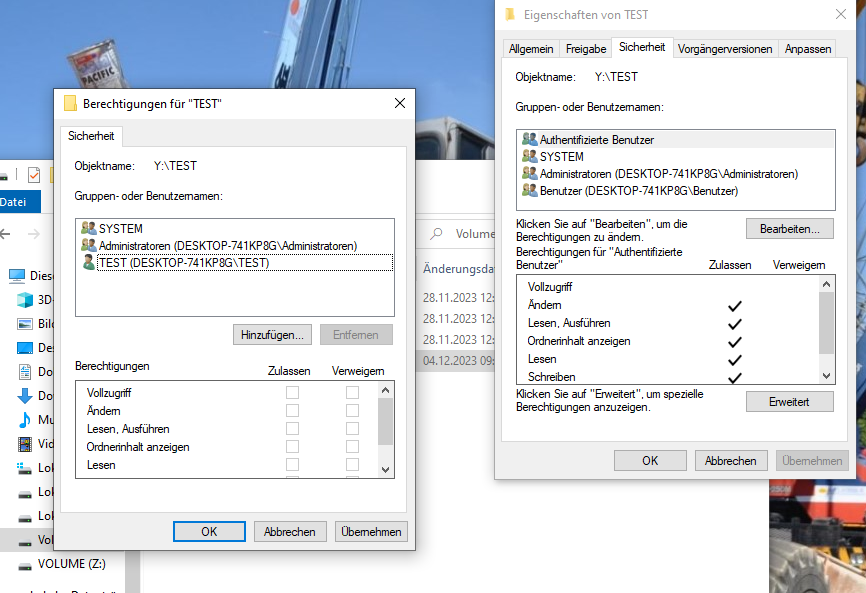 PACIFIC
Datei
Diese
3D-
Bil
Des
Do
Do
Mu
Vid
Lok
Lok
Lok
Vol
VOLUME (Z:)
Volume
Änderungsda
28.11.2023 12:
28.11.2023 12:
28.11.2023 12:
04.12.2023 09:
Berechtigungen für "TEST"
Sicherheit
Objektname: Y:\TEST
Gruppen- oder Benutzernamen:
SYSTEM
Administratoren (DESKTOP-741KP8G\Administratoren)
TEST (DESKTOP-741KP8G\TEST)
Hinzufügen... Entfernen
Berechtigungen Zulassen Verweigern
Vollzugriff
Ändern
Lesen, Ausführen
Ordnerinhalt anzeigen
Lesen
OK Abbrechen Übernehmen
Eigenschaften von TEST
Allgemein Freigabe Sicherheit Vorgängerversionen Anpassen
Objektname: Y:\TEST
Gruppen- oder Benutzernamen:
Authentifizierte Benutzer
SYSTEM
Administratoren (DESKTOP-741KP8G\Administratoren)
Benutzer (DESKTOP-741KP8G\Benutzer)
Klicken Sie auf "Bearbeiten", um die
Berechtigungen zu ändern.
Bearbeiten...
Berechtigungen für "Authentifizierte
Benutzer"
Zulassen Verweigern
Vollzugriff
Ändern
Lesen, Ausführen
Ordnerinhalt anzeigen
Lesen
Schreiben
Klicken Sie auf "Erweitert", um spezielle
Berechtigungen anzuzeigen.
Erweitert
OK Abbrechen Übernehmen